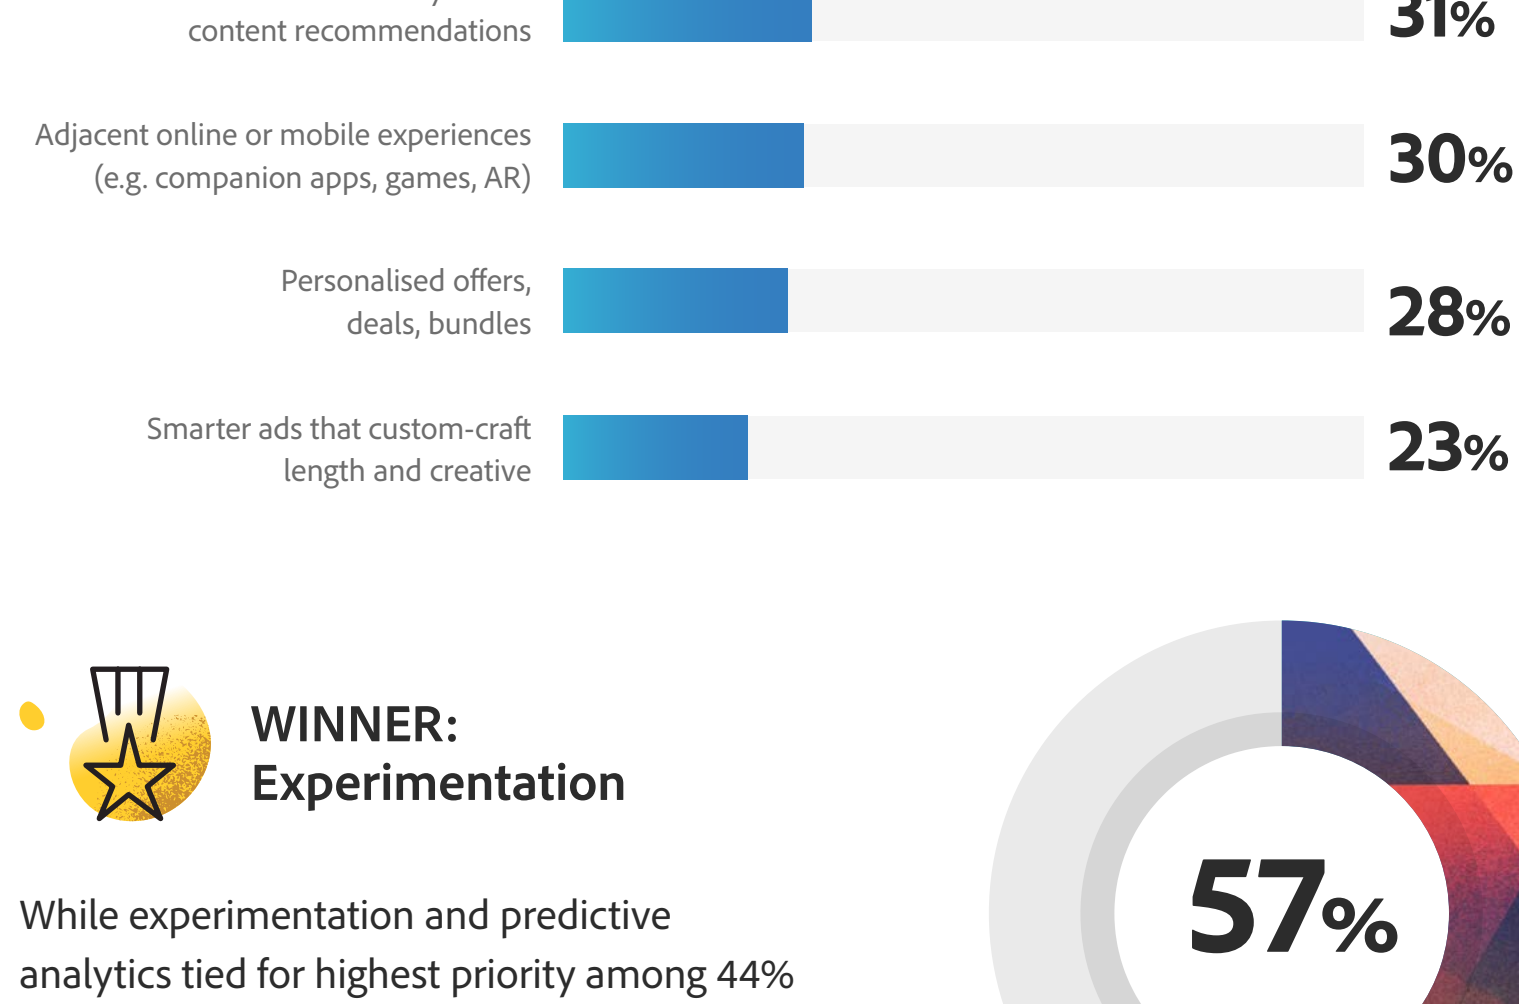 content recommendations
31%
Adjacent online or mobile experiences
(e.g. companion apps, games, AR)
30%
Personalised offers,
deals, bundles
28%
Smarter ads that custom-craft
length and creative
23%
WINNER:
Experimentation
While experimentation and predictive
analytics tied for highest priority among 44%
57%